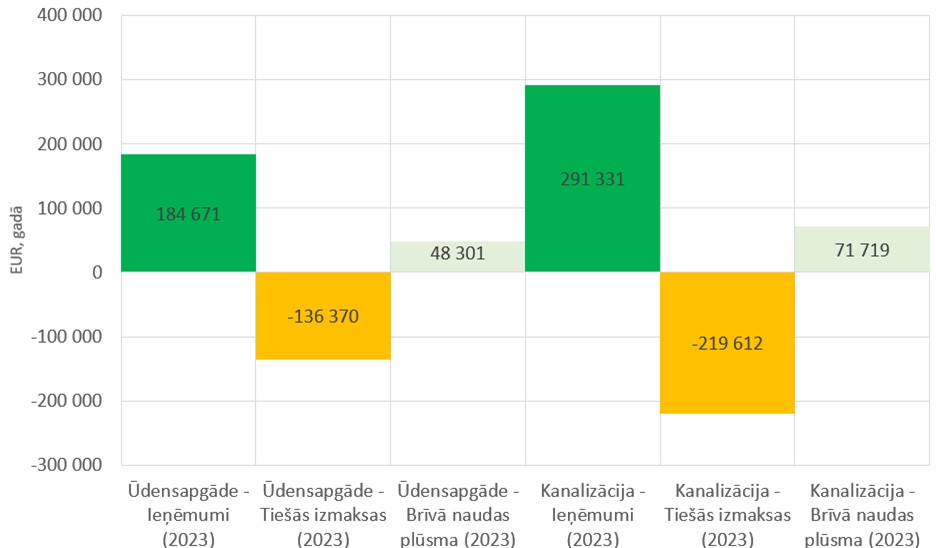 400 000
300 000
200 000
100 000
0
-100 000
-200 000
-300 000
EUR, gadā
184 671
-136 370
48 301
291 331
-219 612
71 719
Ūdensapgāde -
Ieņēmumi
(2023)
Ūdensapgāde -
Tiešās izmaksas
(2023)
Ūdensapgāde -
Brīvā naudas
plūsma (2023)
Kanalizācija -
Ieņēmumi
(2023)
Kanalizācija -
Tiešās izmaksas
(2023)
Kanalizācija -
Brīvā naudas
plūsma (2023)